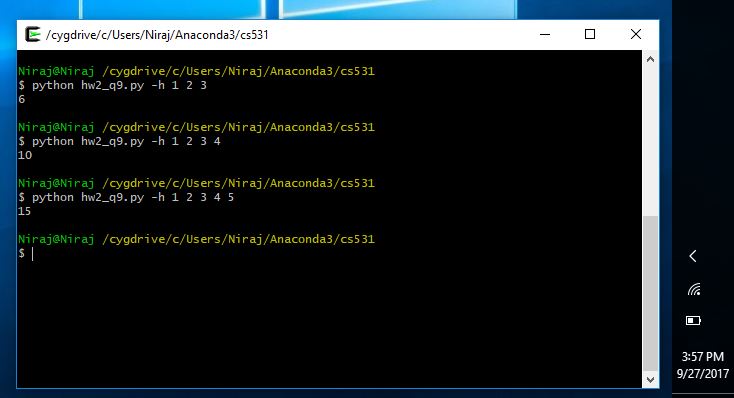 /cygdrive/c/Users/Niraj/Anaconda3/cs531
Niraj@Niraj /cygdrive/c/Users/Niraj/Anaconda3/cs531
$ python hw2_q9.py -h 1 2 3
6
Niraj@Niraj /cygdrive/c/Users/Niraj/Anaconda3/cs531
$ python hw2_q9.py -h 1 2 3 4
10
Niraj@Niraj /cygdrive/c/Users/Niraj/Anaconda3/cs531
$ python hw2_q9.py -h 1 2 3 4 5
15
Niraj@Niraj /cygdrive/c/Users/Niraj/Anaconda3/cs531
$
3:57 PM
9/27/2017